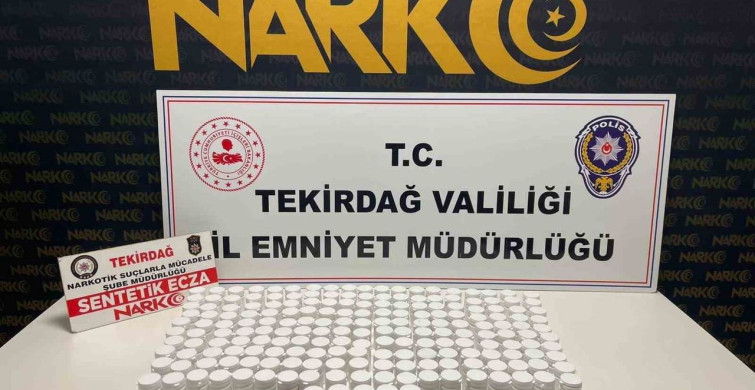 NARKO
T.C.
TEKİRDAĞ VALİLİĞİ
İL EMNİYET MÜDÜRLÜĞÜ
POLİS
TEKİRDAĞ
NARKOTİK SUÇLARLA MÜCADELE
ŞUBE MÜDÜRLÜĞÜ
SENTETİK ECZA
NARKO